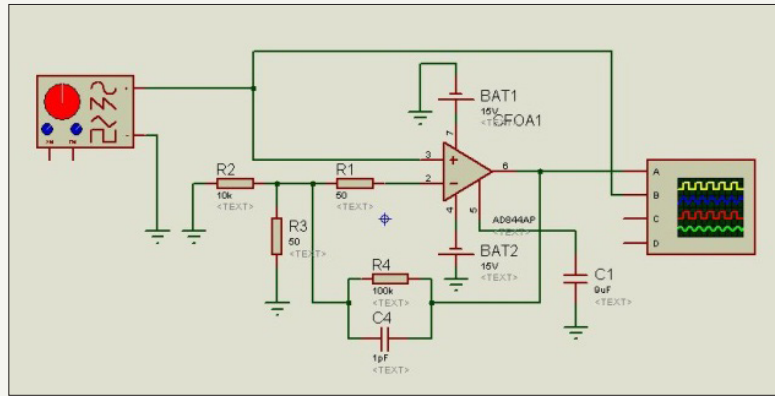 BAT1
15V
<TEXT>
CFOA1
7
3
6
2
4
5
AD844AP
R2
10k
<TEXT>
R1
50
<TEXT>
R3
50
<TEXT>
BAT2
15V
<TEXT>
R4
100k
<TEXT>
C4
1pF
<TEXT>
C1
9uF
<TEXT>
A
B
C
D